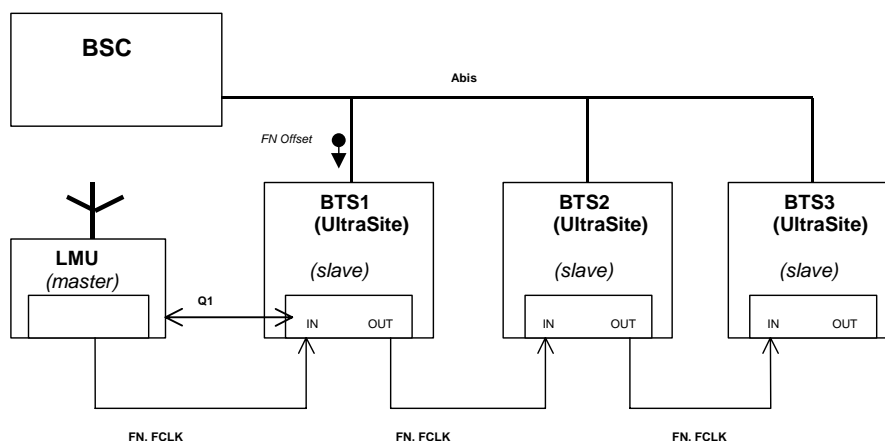 BSC
Abis
FN Offset
BTS1
(UltraSite)
(slave)
BTS2
(UltraSite)
(slave)
BTS3
(UltraSite)
(slave)
LMU
(master)
Q1
IN
OUT
IN
OUT
IN
OUT
FN, FCLK
FN, FCLK
FN, FCLK